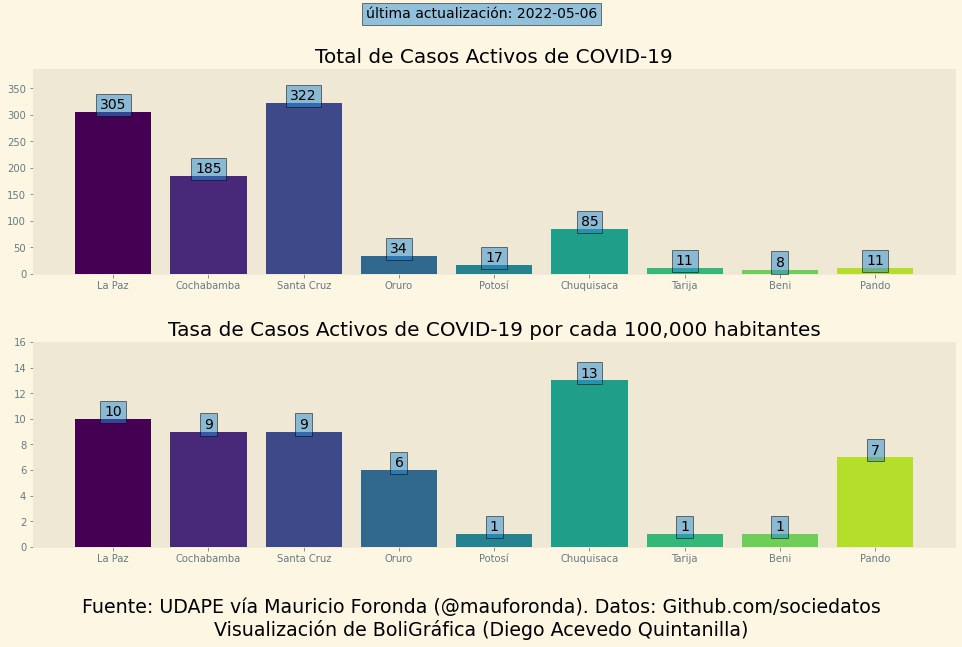 última actualización: 2022-05-06
Total de Casos Activos de COVID-19
350
300
250
200
150
100
50
0
305
185
322
34
17
85
11
8
11
La Paz
Cochabamba
Santa Cruz
Oruro
Potosí
Chuquisaca
Tarija
Beni
Pando
Tasa de Casos Activos de COVID-19 por cada 100,000 habitantes
16
14
12
10
8
6
4
2
0
10
9
9
6
1
13
1
1
7
La Paz
Cochabamba
Santa Cruz
Oruro
Potosí
Chuquisaca
Tarija
Beni
Pando
Fuente: UDAPE vía Mauricio Foronda (@mauforonda). Datos: Github.com/sociedatos
Visualización de BoliGráfica (Diego Acevedo Quintanilla)